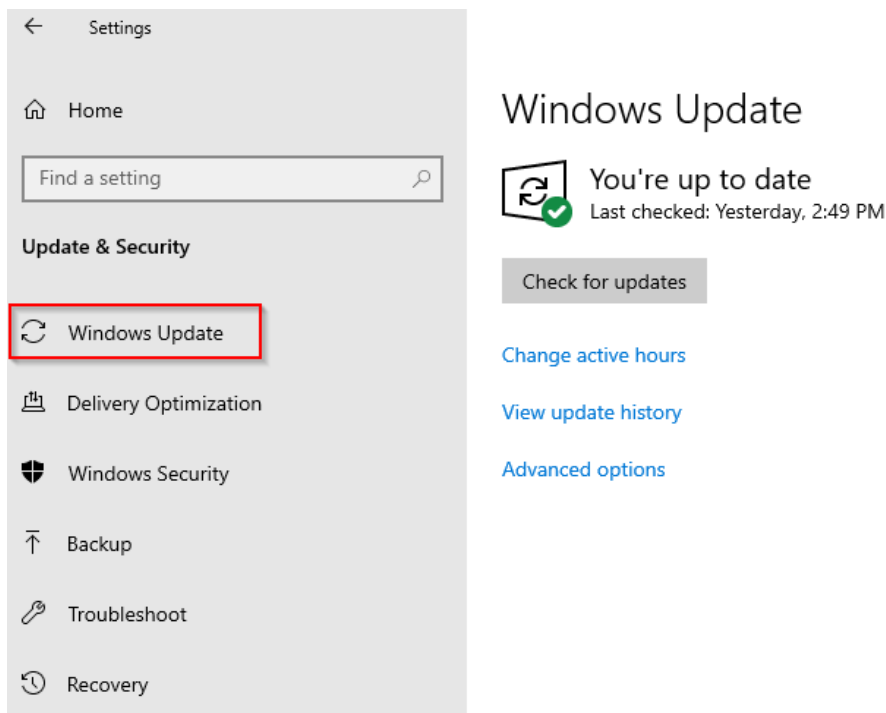 Settings
Home
Find a setting
Update & Security
Windows Update
Delivery Optimization
Windows Security
Backup
Troubleshoot
Recovery
Windows Update
You're up to date
Last checked: Yesterday, 2:49 PM
Check for updates
Change active hours
View update history
Advanced options